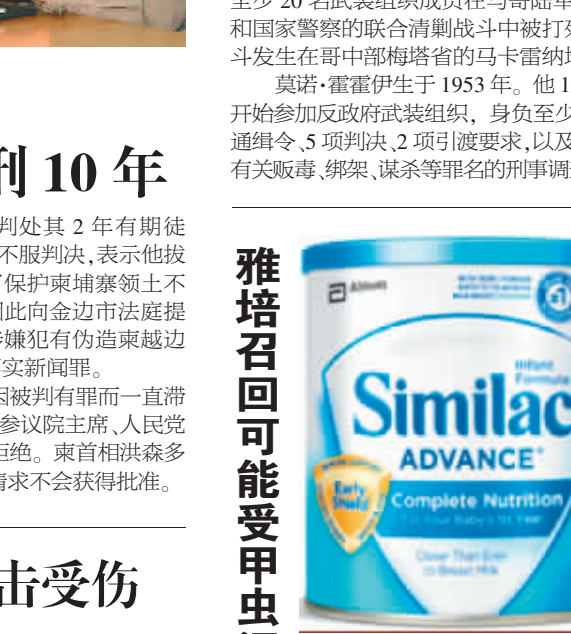 刑 10 年
判处其 2 年有期徒
不服判决,表示他拔
保护柬埔寨领土不
因此向金边市法庭提
嫌犯有伪造柬越边
实新闻罪。
因被判有罪而一直滞
参议院主席、人民党
拒绝。柬首相洪森多
请求不会获得批准。
击受伤
至少 20 名武装组织成员在与哥陆军
和国家警察的联合清剿战斗中被打死
斗发生在哥中部梅塔省的马卡雷纳地
莫诺·霍霍伊生于 1953 年。他 1
开始参加反政府武装组织，身负至少
通缉令、5 项判决、2 项引渡要求,以及
有关贩毒、绑架、谋杀等罪名的刑事调
雅培召回可能受甲虫
Abbott
#1
Infant
Formula
Similac
ADVANCE
Early
Shield
Complete Nutrition
For Your Baby's 1st Year
Closer Than Ever
to Breast Milk